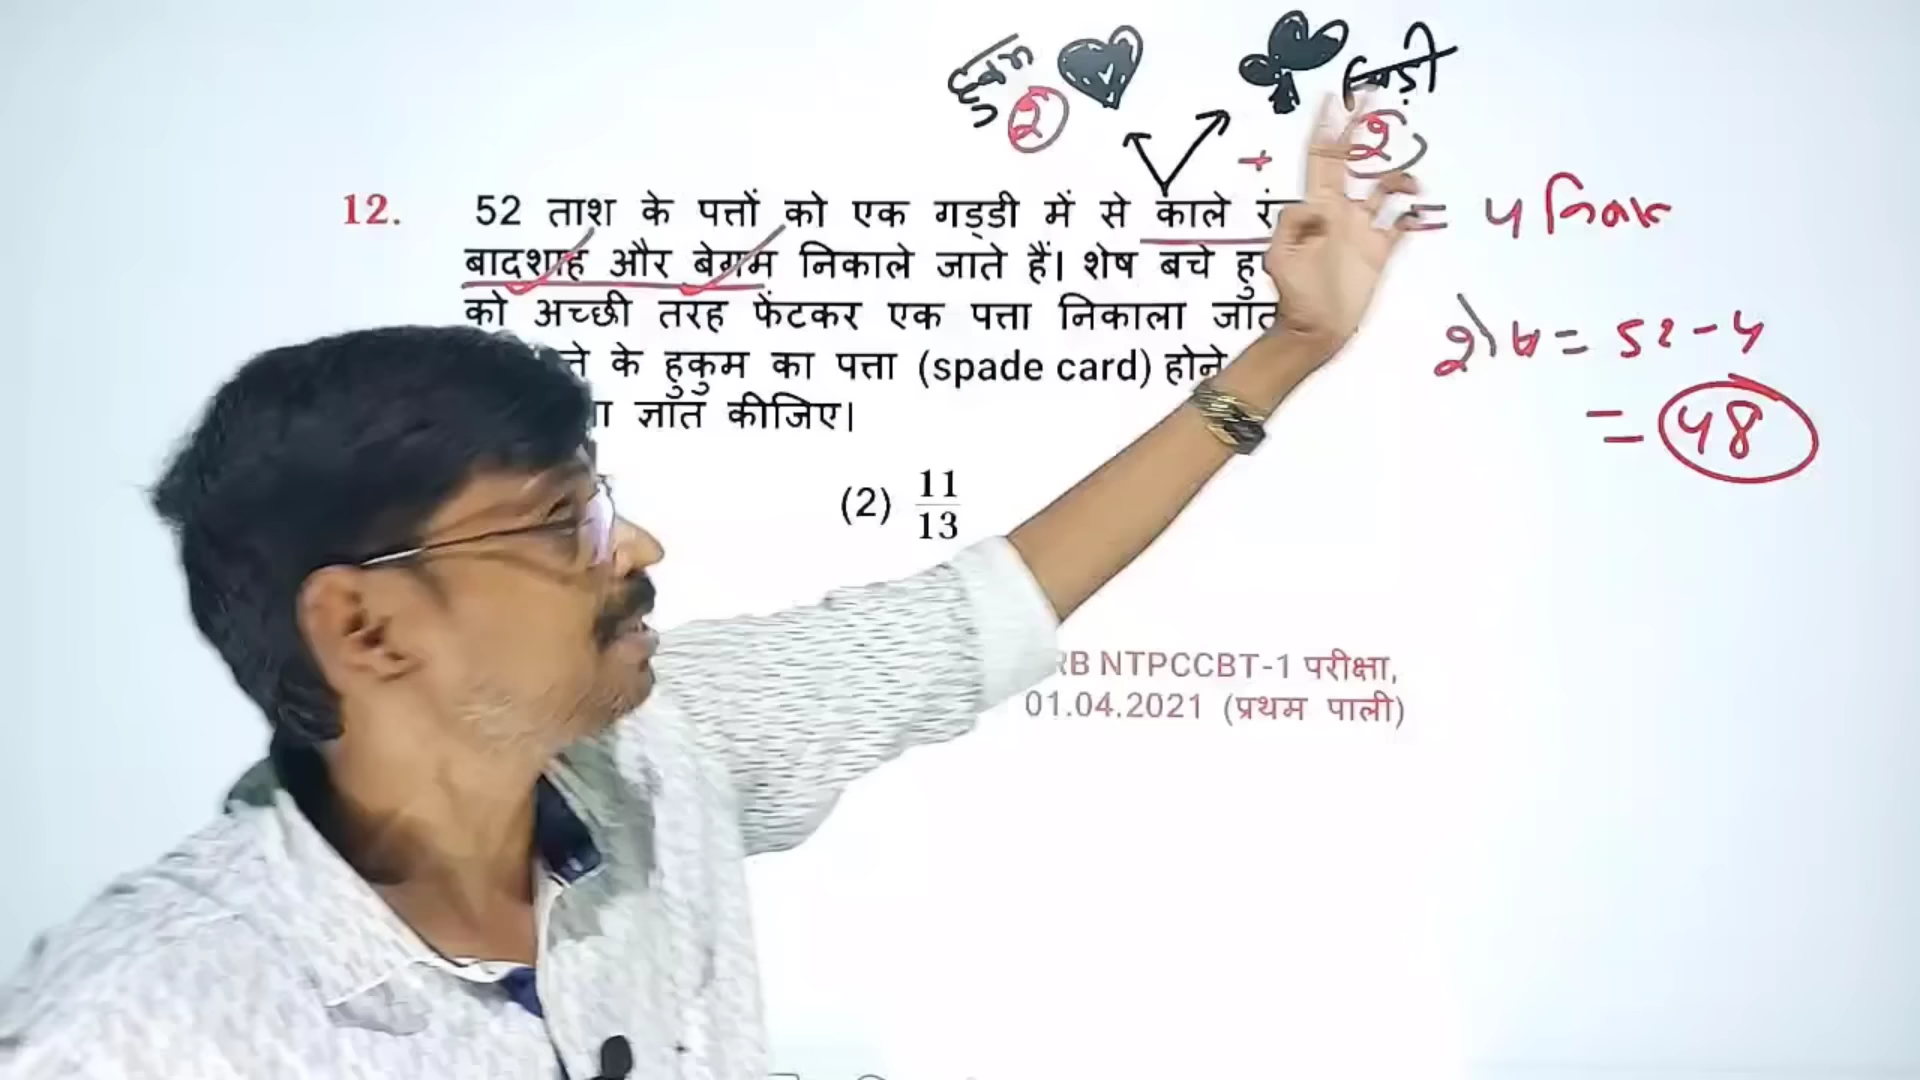 हुकुम
2
चिड़ी
+ 2
12. 52 ताश के पत्तों को एक गड्डी में से काले
= 4
बादशाह और बेगम निकाले जाते हैं। शेष बचे
को अच्छी तरह फेंटकर एक पत्ता निकाला
शेष = 52-4
के हुकुम का पत्ता (spade card) होने
= 48
ज्ञात कीजिए।
(2) 11/13
NTPCCBT-1 परीक्षा,
01.04.2021 (प्रथम पाली)